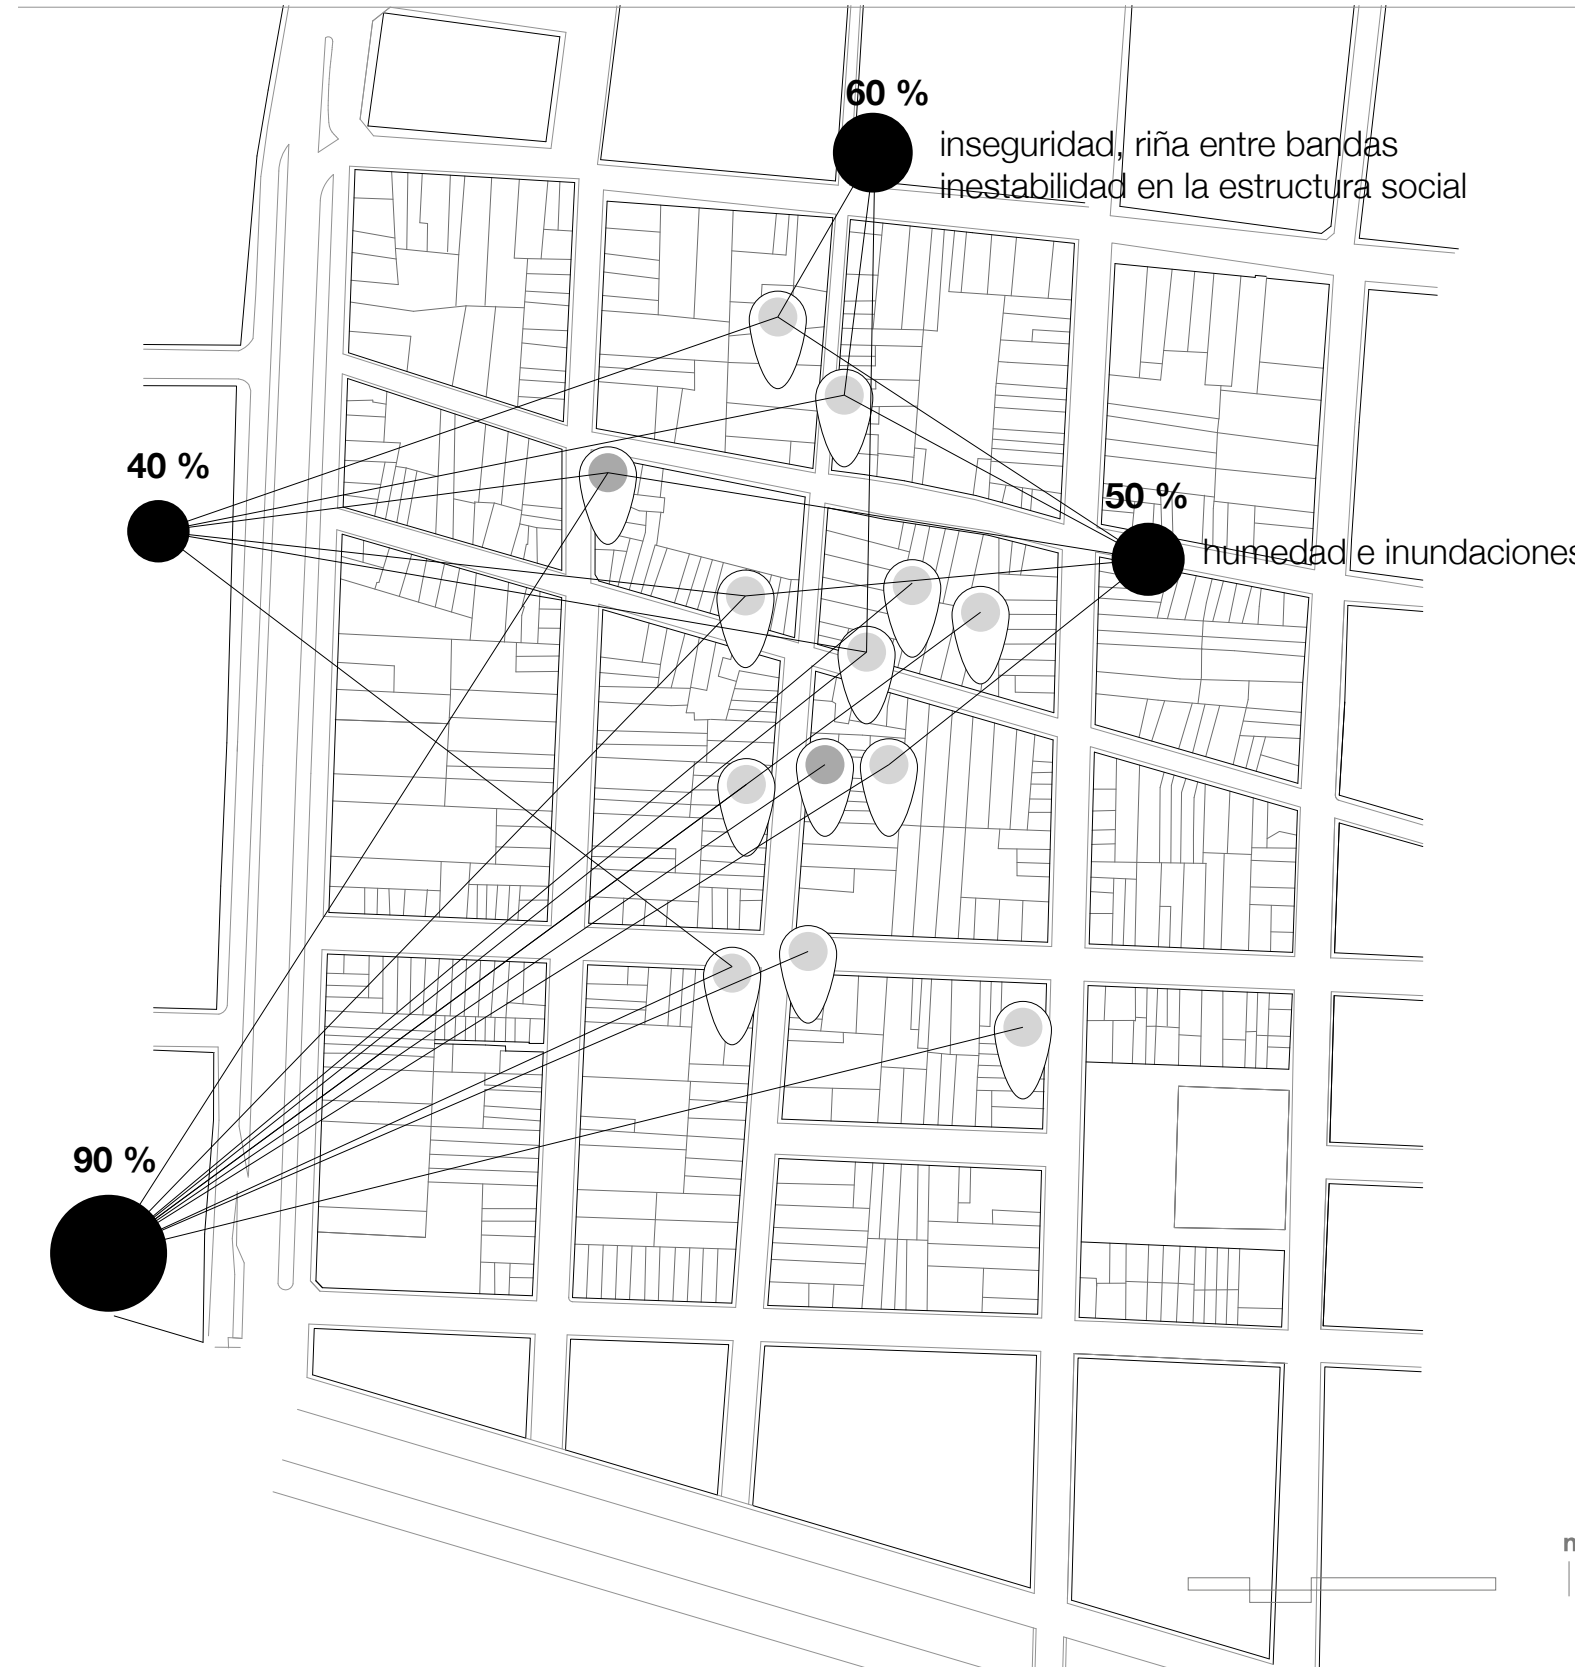 60 %
inseguridad, riña entre bandas
inestabilidad en la estructura social
40 %
50 %
humedad e inundaciones
90 %